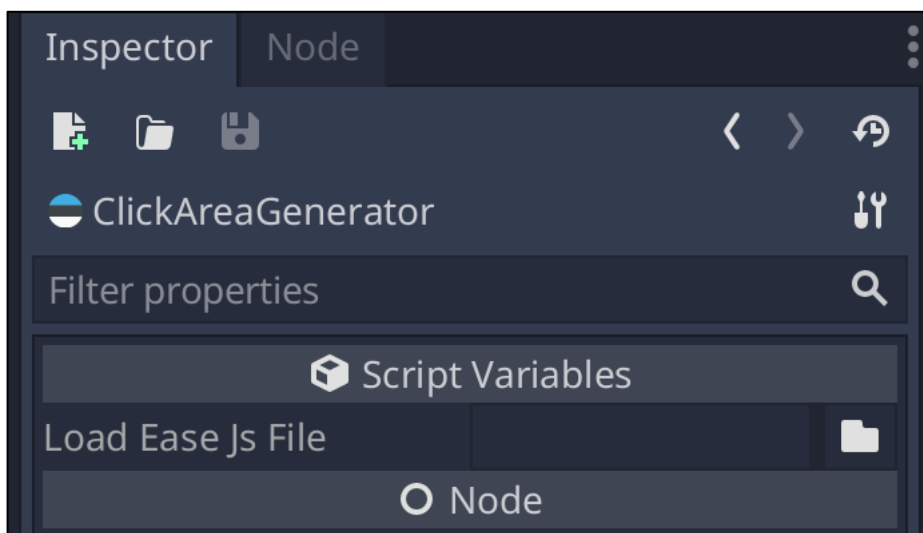 Inspector Node
ClickAreaGenerator
Filter properties
Script Variables
Load Ease Js File
Node